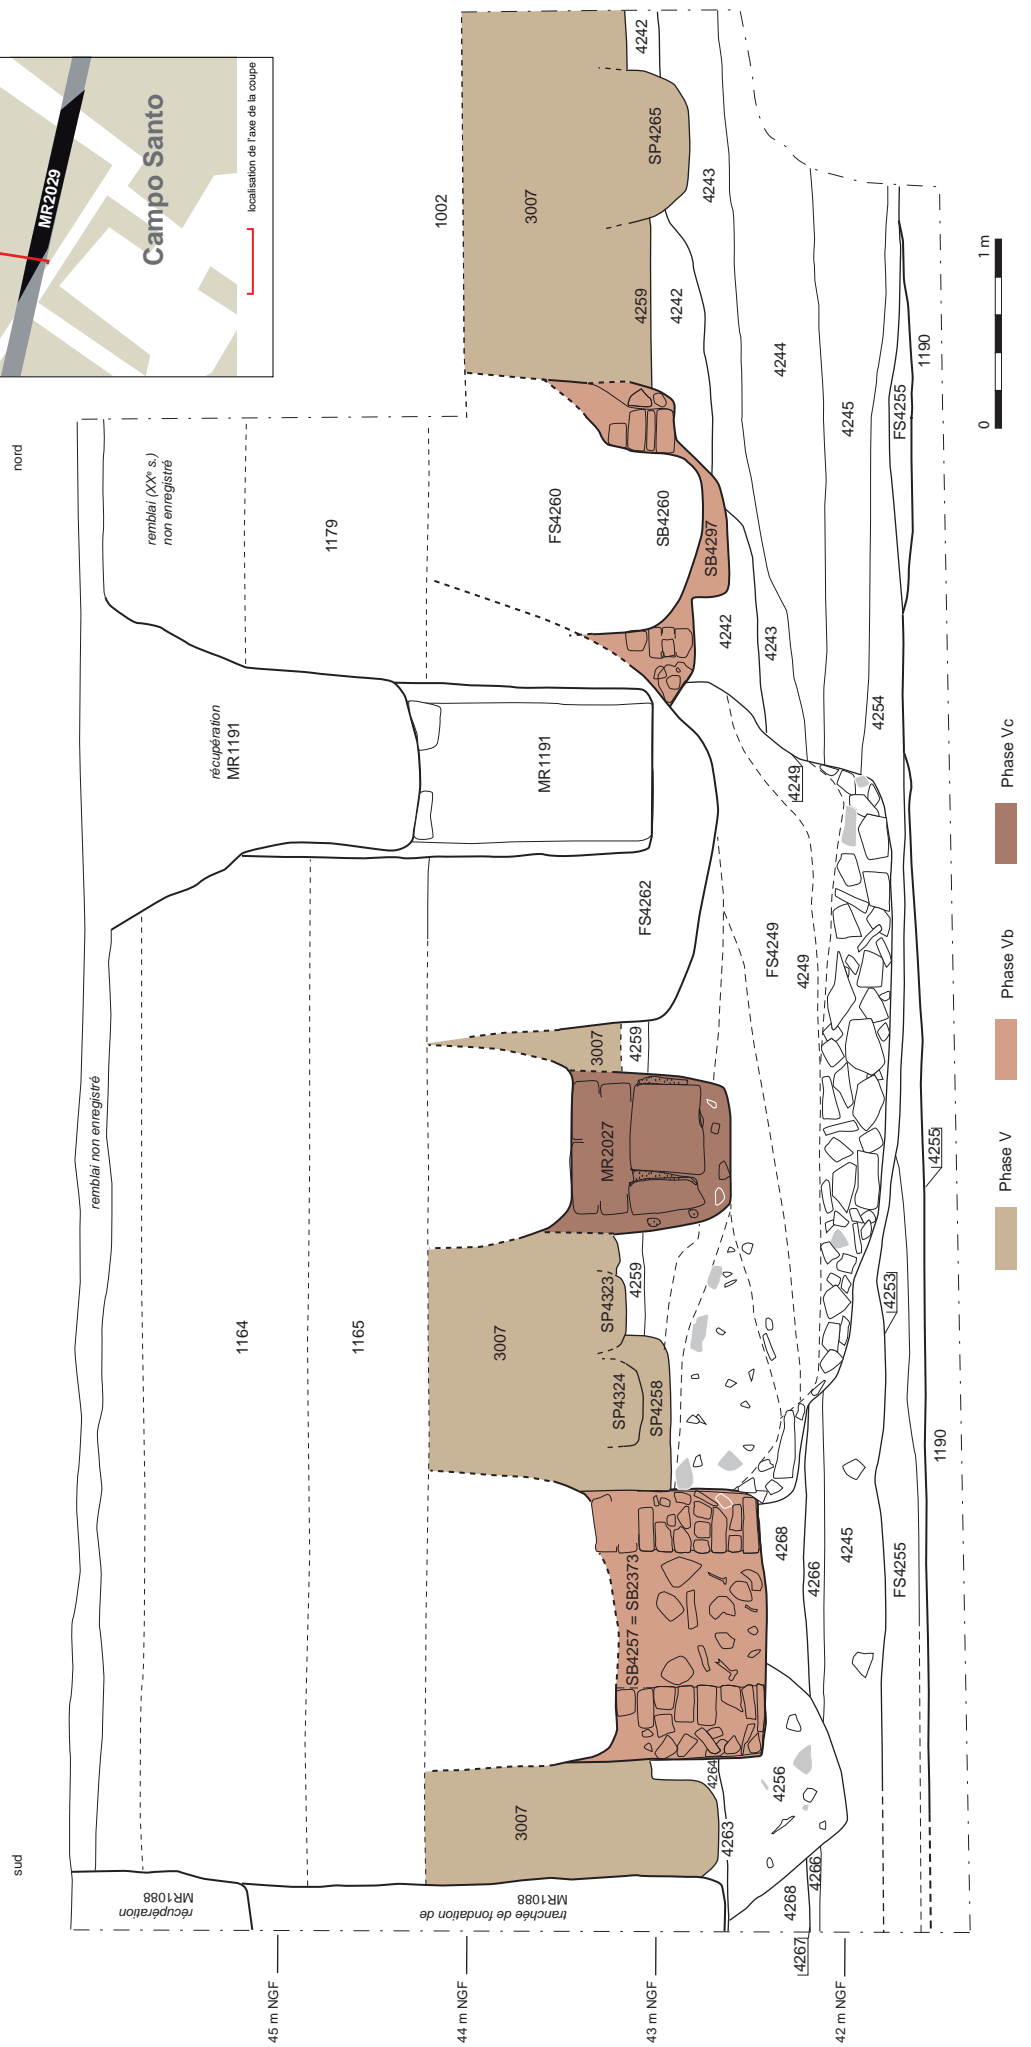 sud
nord
remblai non enregistré
remblai (XXe s.)
non enregistré
récupération
MR1088
tranchée de fondation de
MR1088
récupération
MR1191
MR1191
1164
1165
1179
1002
3007
3007
3007
3007
SP4324
SP4323
SP4258
4259
4259
4259
MR2027
FS4262
FS4260
SB4260
SB4297
SP4265
4242
4242
4242
4243
4243
4244
4245
4245
SB4257 = SB2373
4264
4263
4256
4268
4268
4266
4266
4267
FS4249
4249
4249
4254
4253
4255
FS4255
FS4255
1190
1190
45 m NGF
44 m NGF
43 m NGF
42 m NGF
MR2029
Campo Santo
localisation de l'axe de la coupe
0
1 m
Phase V
Phase Vb
Phase Vc